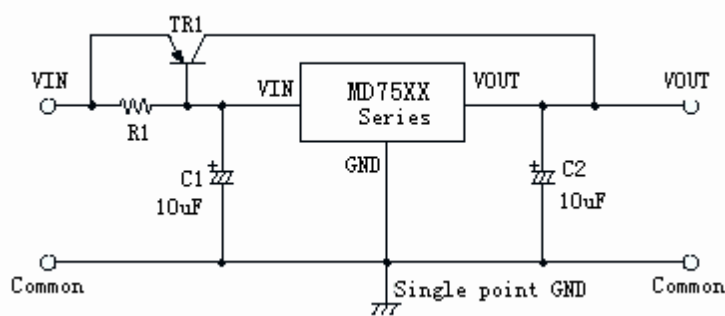 TR1
VIN
R1
VIN
MD75XX
Series
VOUT
VOUT
GND
+
C1
10uF
+
C2
10uF
Common
Single point GND
Common